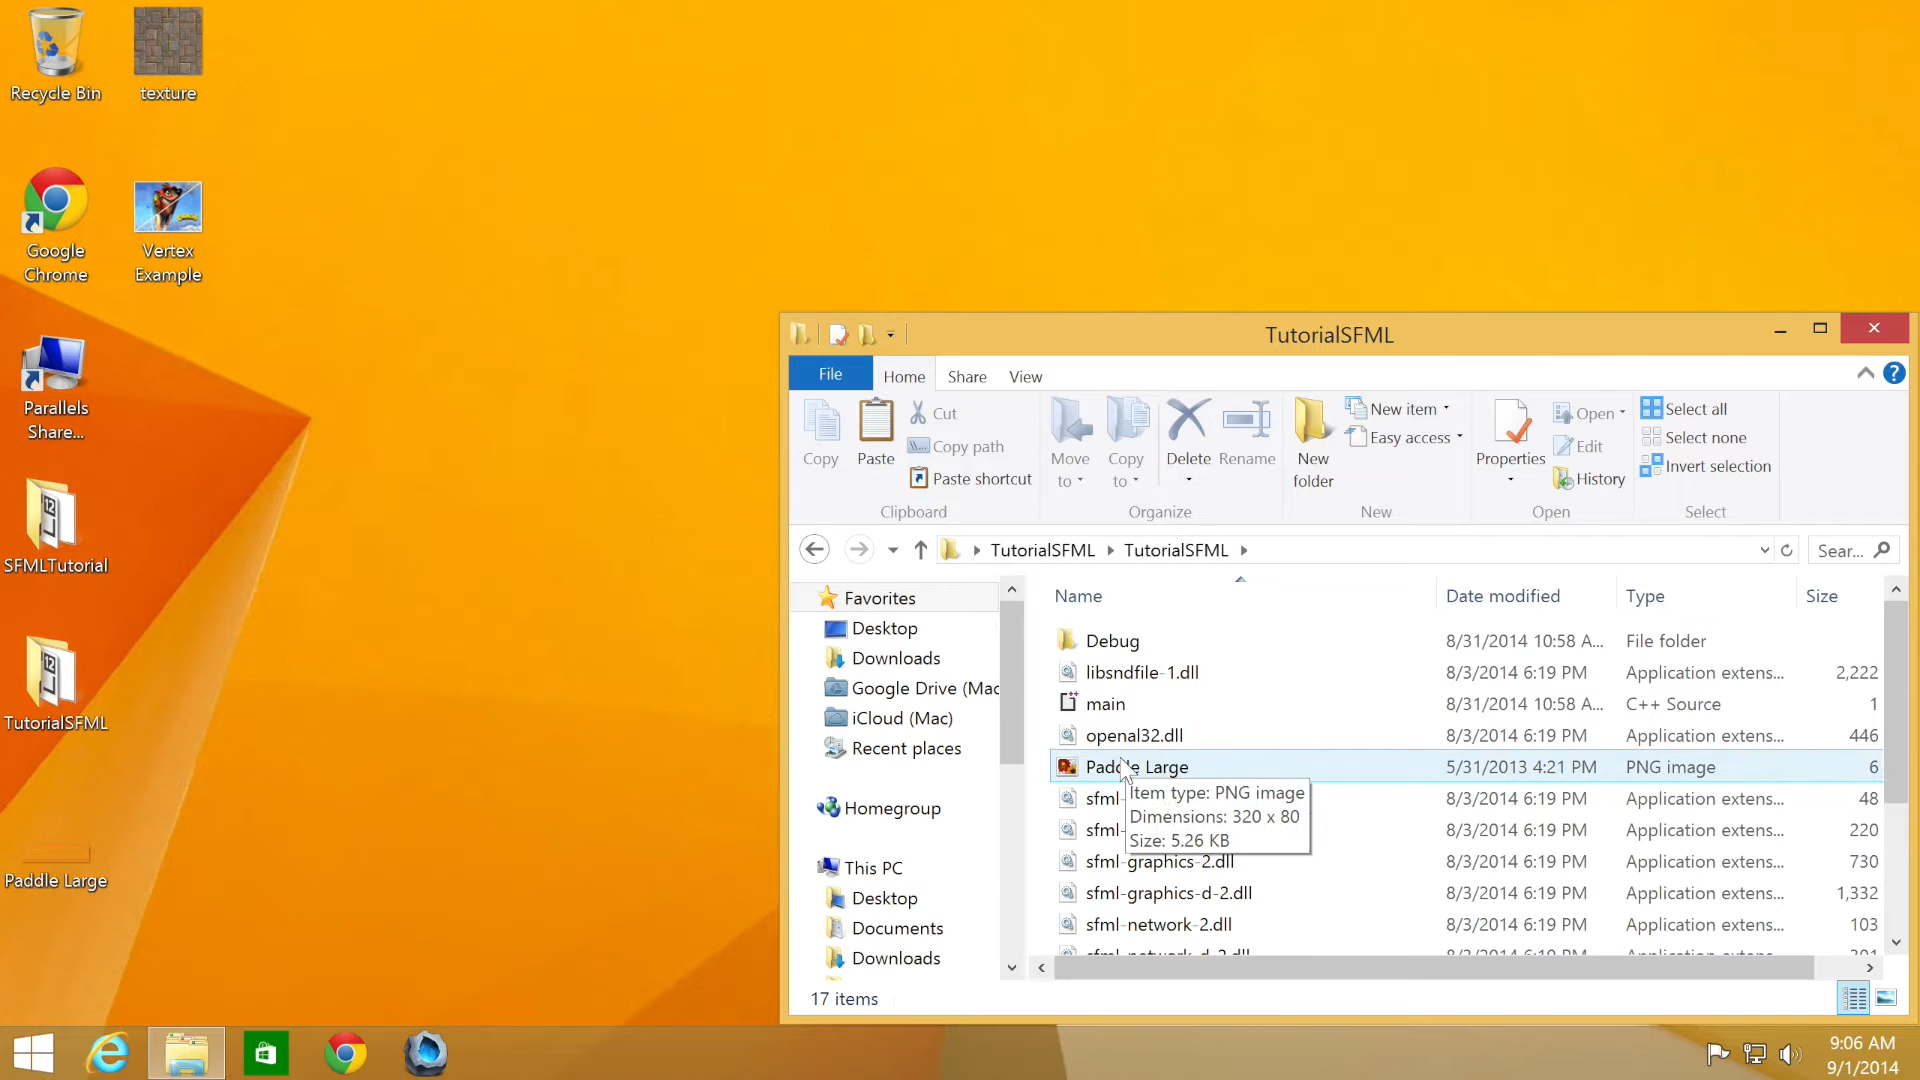 Recycle Bin
texture
Google
Chrome
Vertex
Example
Parallels
Share...
SFMLTutorial
TutorialSFML
Paddle Large
TutorialSFML
File
Home
Share
View
Copy
Paste
Cut
Copy path
Paste shortcut
Clipboard
Move
to
Copy
to
Delete
Rename
Organize
New
folder
New item
Easy access
New
Properties
Open
Edit
History
Open
Select all
Select none
Invert selection
Select
TutorialSFML
TutorialSFML
Sear...
Favorites
Desktop
Downloads
Google Drive (Mac
iCloud (Mac)
Recent places
Homegroup
This PC
Desktop
Documents
Downloads
Name Date modified Type Size
Debug 8/31/2014 10:58 A... File folder
libsndfile-1.dll 8/3/2014 6:19 PM Application extens... 2,222
main 8/31/2014 10:58 A... C++ Source 1
openal32.dll 8/3/2014 6:19 PM Application extens... 446
Paddle Large 5/31/2013 4:21 PM PNG image 6
sfml- 8/3/2014 6:19 PM Application extens... 48
sfml- 8/3/2014 6:19 PM Application extens... 220
sfml-graphics-2.dll 8/3/2014 6:19 PM Application extens... 730
sfml-graphics-d-2.dll 8/3/2014 6:19 PM Application extens... 1,332
sfml-network-2.dll 8/3/2014 6:19 PM Application extens... 103
Item type: PNG image
Dimensions: 320 x 80
Size: 5.26 KB
17 items
9:06 AM
9/1/2014